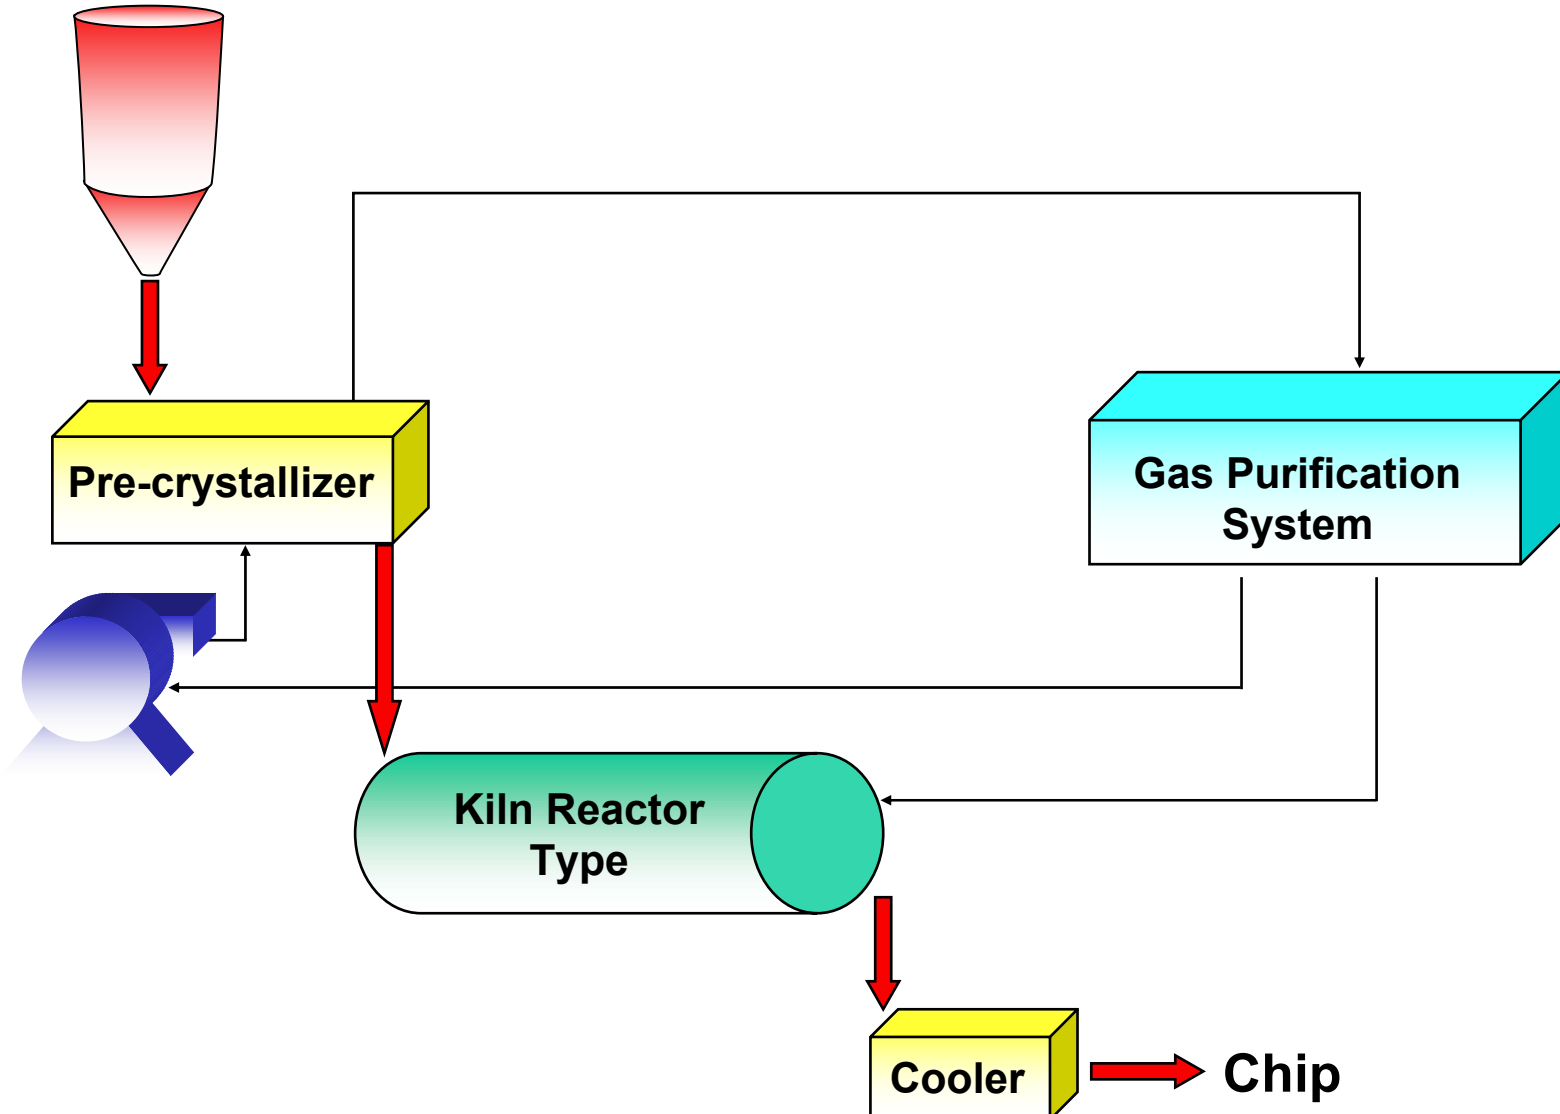 Pre-crystallizer
Gas Purification
System
Kiln Reactor
Type
Cooler
Chip